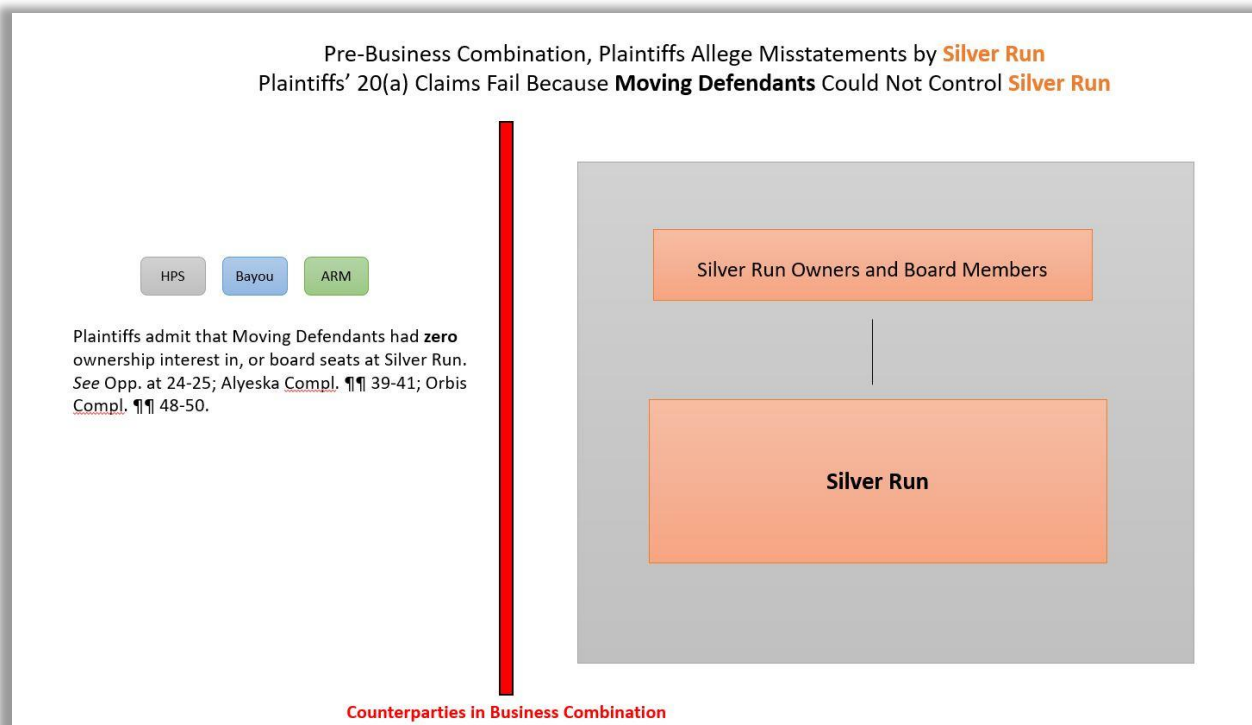 Pre-Business Combination, Plaintiffs Allege Misstatements by Silver Run
Plaintiffs’ 20(a) Claims Fail Because Moving Defendants Could Not Control Silver Run
HPS
Bayou
ARM
Plaintiffs admit that Moving Defendants had zero
ownership interest in, or board seats at Silver Run.
See Opp. at 24-25; Alyeska Compl. ¶¶ 39-41; Orbis
Compl. ¶¶ 48-50.
Silver Run Owners and Board Members
Silver Run
Counterparties in Business Combination